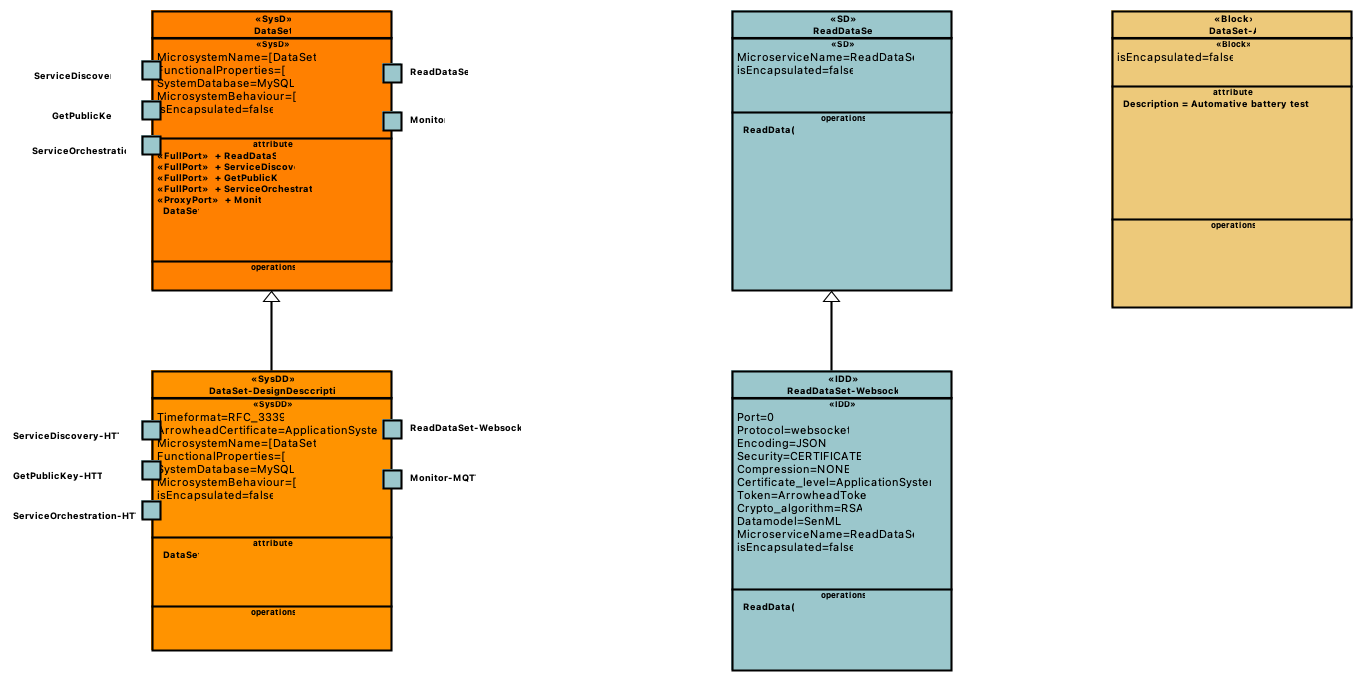 «SysD»
DataSet
«SysD»
MicrosystemName=[DataSet
FunctionalProperties=[
SystemDatabase=MySQL
MicrosystemBehaviour=[
isEncapsulated=false
ServiceDiscover
GetPublicKe
ServiceOrchestratio
ReadDataSe
Monitor
attribute
«FullPort» + ReadDataS
«FullPort» + ServiceDiscov
«FullPort» + GetPublicK
«FullPort» + ServiceOrchestrat
«ProxyPort» + Monit
DataSet
operations
«SD»
ReadDataSe
«SD»
MicroserviceName=ReadDataSe
isEncapsulated=false
operations
ReadData(
«Block»
DataSet-A
«Block»
isEncapsulated=false
attribute
Description = Automative battery test
operations
«SysDD»
DataSet-DesignDesccripti
«SysDD»
Timeformat=RFC_3339
ArrowheadCertificate=ApplicationSyste
MicrosystemName=[DataSet
FunctionalProperties=[
SystemDatabase=MySQL
MicrosystemBehaviour=[
isEncapsulated=false
ServiceDiscovery-HTT
GetPublicKey-HTT
ServiceOrchestration-HTT
ReadDataSet-Websock
Monitor-MQT
attribute
DataSet
operations
«IDD»
ReadDataSet-Websock
«IDD»
Port=0
Protocol=websocket
Encoding=JSON
Security=CERTIFICATE
Compression=NONE
Certificate_level=ApplicationSystem
Token=ArrowheadToke
Crypto_algorithm=RSA
Datamodel=SenML
MicroserviceName=ReadDataSe
isEncapsulated=false
operations
ReadData(